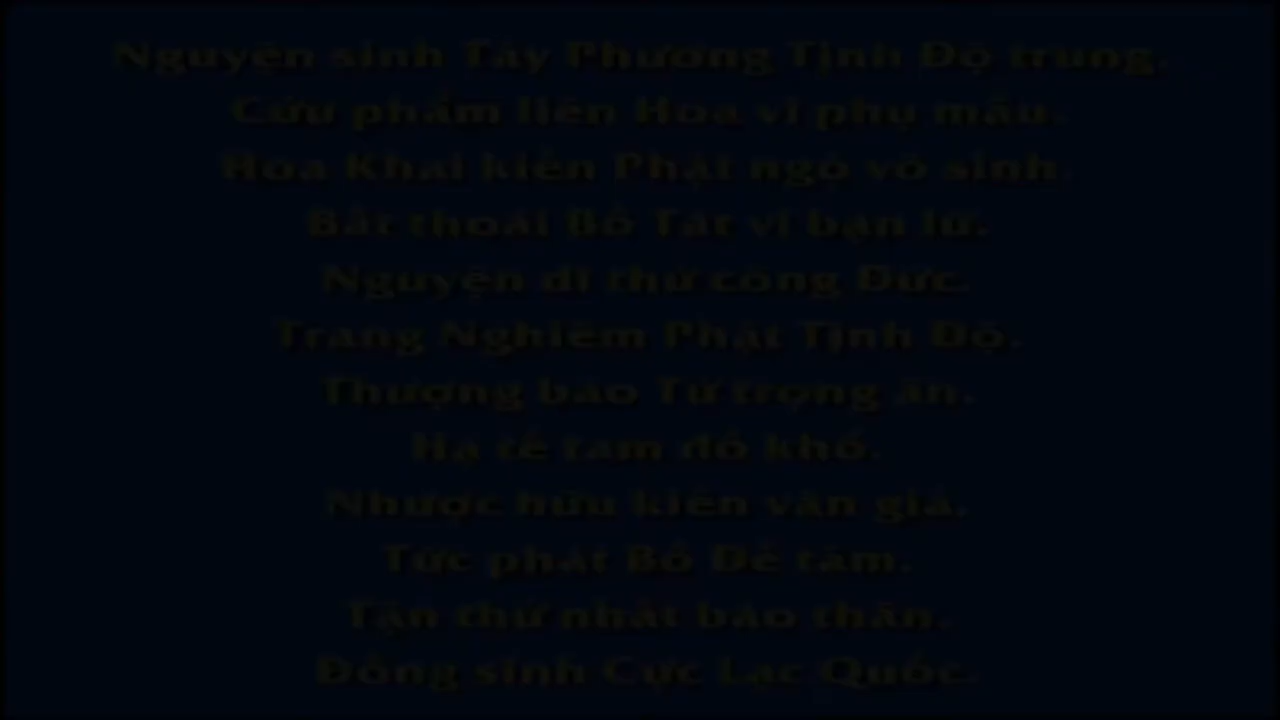 Nguyện sinh Tây Phương Tịnh Độ trung.
Cửu phẩm liên Hoa vi phụ mẫu.
Hoa Khai kiến Phật ngộ vô sinh.
Bất thoái Bồ Tát vi bạn lữ.
Nguyện dĩ thử công Đức.
Trang Nghiêm Phật Tịnh Độ.
Thượng báo Tứ trọng ân.
Hạ tế tam đồ khổ.
Nhược hữu kiến văn giả.
Tức phát Bồ Đề tâm.
Tận thử nhất báo thân.
Đồng sinh Cực Lạc Quốc.